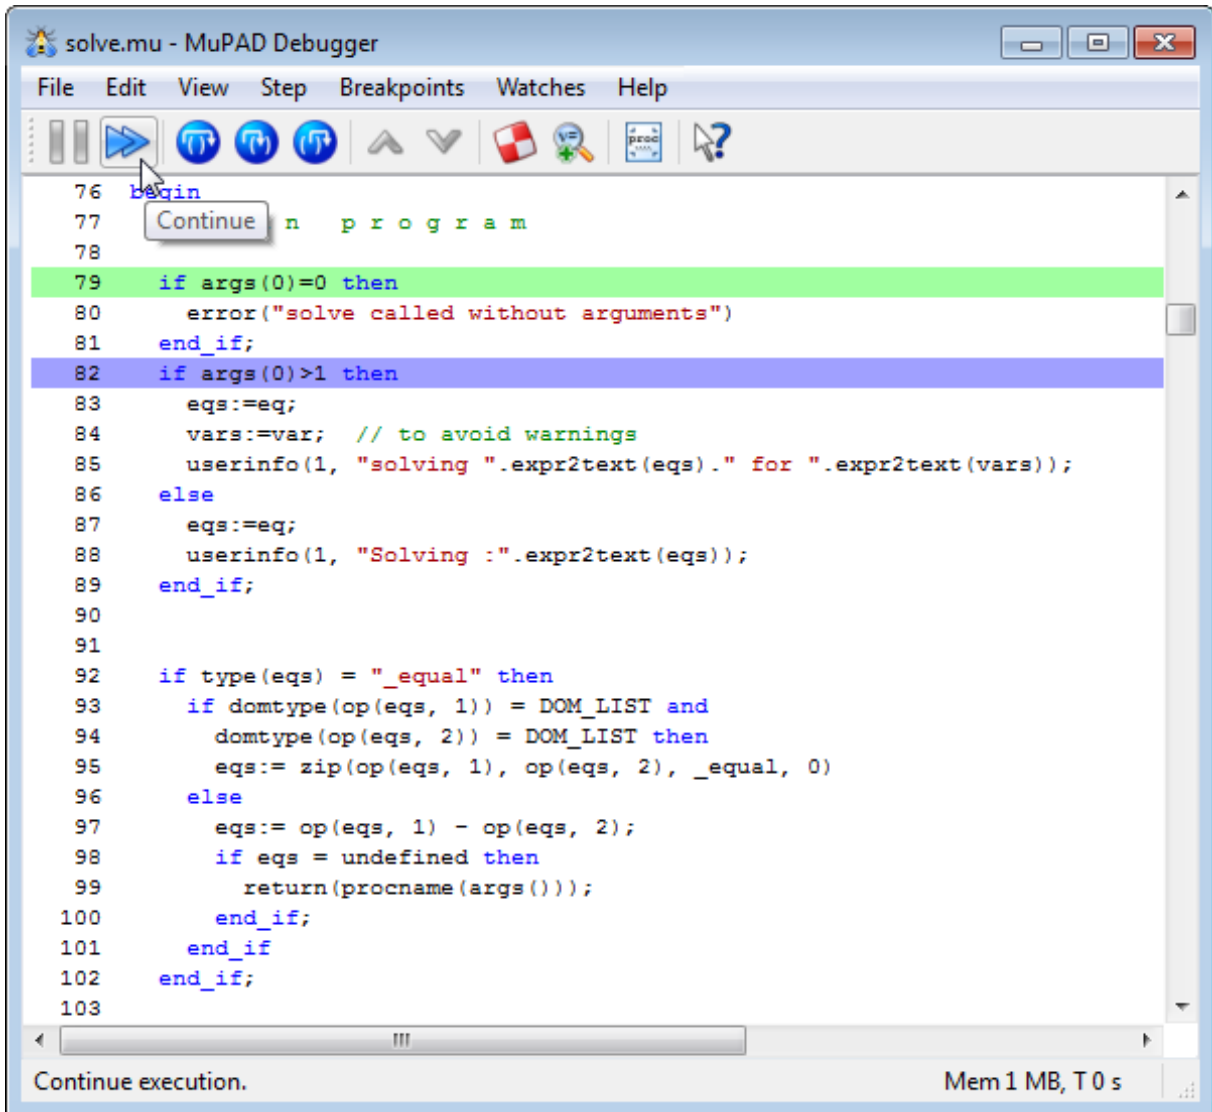 solve.mu - MuPAD Debugger
File Edit View Step Breakpoints Watches Help
v= proc ?
76 begin
77 n   p r o g r a m
Continue
78
79 if args(0)=0 then
80 error("solve called without arguments")
81 end_if;
82 if args(0)>1 then
83 eqs:=eq;
84 vars:=var;  // to avoid warnings
85 userinfo(1, "solving ".expr2text(eqs)." for ".expr2text(vars));
86 else
87 eqs:=eq;
88 userinfo(1, "Solving :".expr2text(eqs));
89 end_if;
90
91
92 if type(eqs) = "_equal" then
93 if domtype(op(eqs, 1)) = DOM_LIST and
94 domtype(op(eqs, 2)) = DOM_LIST then
95 eqs:= zip(op(eqs, 1), op(eqs, 2), _equal, 0)
96 else
97 eqs:= op(eqs, 1) - op(eqs, 2);
98 if eqs = undefined then
99 return(procname(args()));
100 end_if;
101 end_if
102 end_if;
103
Continue execution. Mem 1 MB, T 0 s